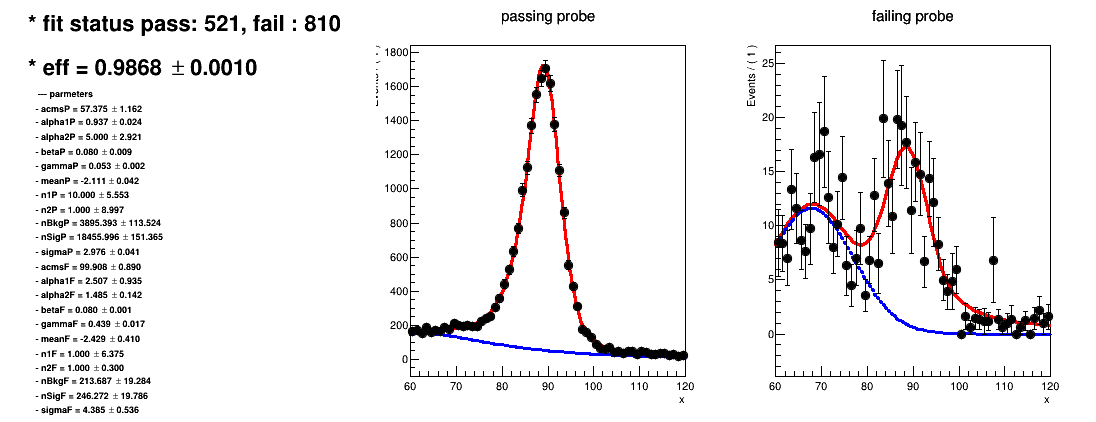 * fit status pass: 521, fail : 810
* eff = 0.9868 ± 0.0010
--- parmeters
- acmsP = 57.375 ± 1.162
- alpha1P = 0.937 ± 0.024
- alpha2P = 5.000 ± 2.921
- betaP = 0.080 ± 0.009
- gammaP = 0.053 ± 0.002
- meanP = -2.111 ± 0.042
- n1P = 10.000 ± 5.553
- n2P = 1.000 ± 8.997
- nBkgP = 3895.393 ± 113.524
- nSigP = 18455.996 ± 151.365
- sigmaP = 2.976 ± 0.041
- acmsF = 99.908 ± 0.890
- alpha1F = 2.507 ± 0.935
- alpha2F = 1.485 ± 0.142
- betaF = 0.080 ± 0.001
- gammaF = 0.439 ± 0.017
- meanF = -2.429 ± 0.410
- n1F = 1.000 ± 6.375
- n2F = 1.000 ± 0.300
- nBkgF = 213.687 ± 19.284
- nSigF = 246.272 ± 19.786
- sigmaF = 4.385 ± 0.536
passing probe
1800
1600
1400
1200
1000
800
600
400
200
0
60 70 80 90 100 110 120
x
failing probe
Events / ( 1 )
25
20
15
10
5
0
60 70 80 90 100 110 120
x